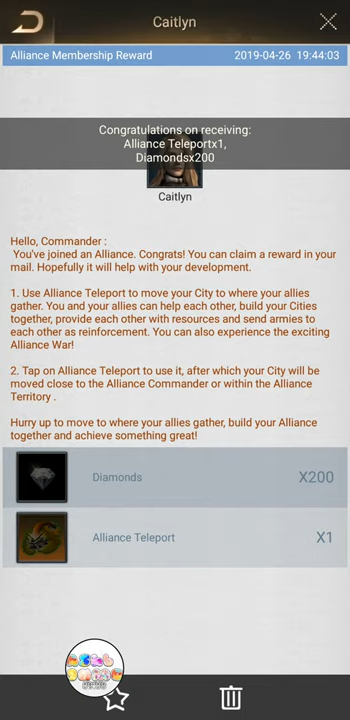 Caitlyn
Alliance Membership Reward 2019-04-26 19:44:03
Congratulations on receiving:
Alliance Teleportx1,
Diamondsx200
Caitlyn
Hello, Commander :
You've joined an Alliance. Congrats! You can claim a reward in your
mail. Hopefully it will help with your development.
1. Use Alliance Teleport to move your City to where your allies
gather. You and your allies can help each other, build your Cities
together, provide each other with resources and send armies to
each other as reinforcement. You can also experience the exciting
Alliance War!
2. Tap on Alliance Teleport to use it, after which your City will be
moved close to the Alliance Commander or within the Alliance
Territory .
Hurry up to move to where your allies gather, build your Alliance
together and achieve something great!
Diamonds X200
Alliance Teleport X1